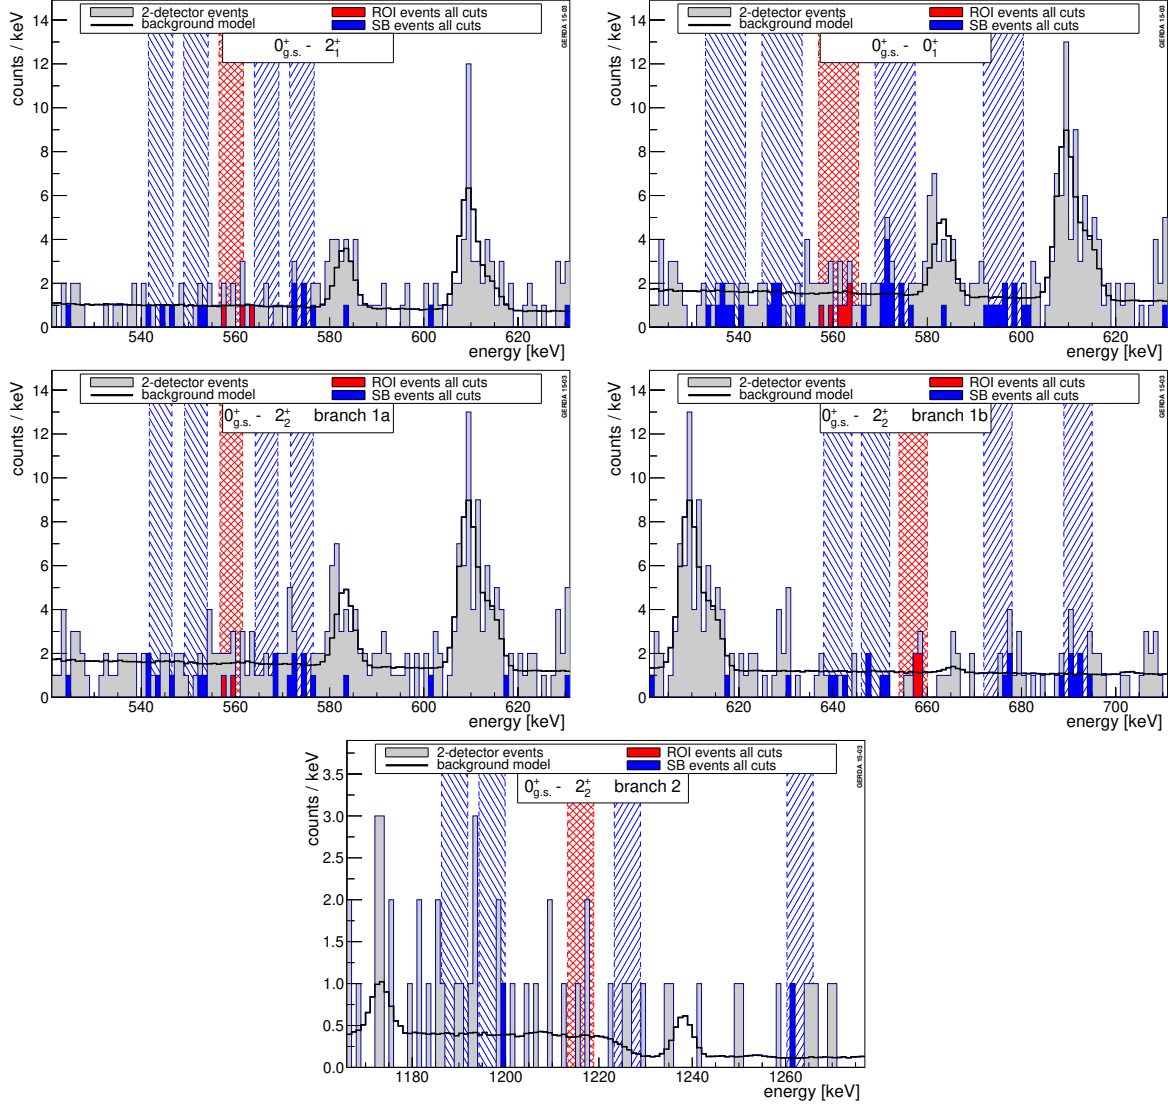 2-detector events ROI events all cuts
background model SB events all cuts
0⁺g.s. - 2⁺1
GERDA 15-03
counts / keV
14
12
10
8
6
4
2
0
540 560 580 600 620
energy [keV]
2-detector events ROI events all cuts
background model SB events all cuts
0⁺g.s. - 0⁺1
GERDA 15-03
counts / keV
14
12
10
8
6
4
2
0
540 560 580 600 620
energy [keV]
2-detector events ROI events all cuts
background model SB events all cuts
0⁺g.s. - 2⁺2 branch 1a
GERDA 15-03
counts / keV
14
12
10
8
6
4
2
0
540 560 580 600 620
energy [keV]
2-detector events ROI events all cuts
background model SB events all cuts
0⁺g.s. - 2⁺2 branch 1b
GERDA 15-03
counts / keV
14
12
10
8
6
4
2
0
620 640 660 680 700
energy [keV]
2-detector events ROI events all cuts
background model SB events all cuts
0⁺g.s. - 2⁺2 branch 2
GERDA 15-03
counts / keV
3.5
3.0
2.5
2.0
1.5
1.0
0.5
0.0
1180 1200 1220 1240 1260
energy [keV]